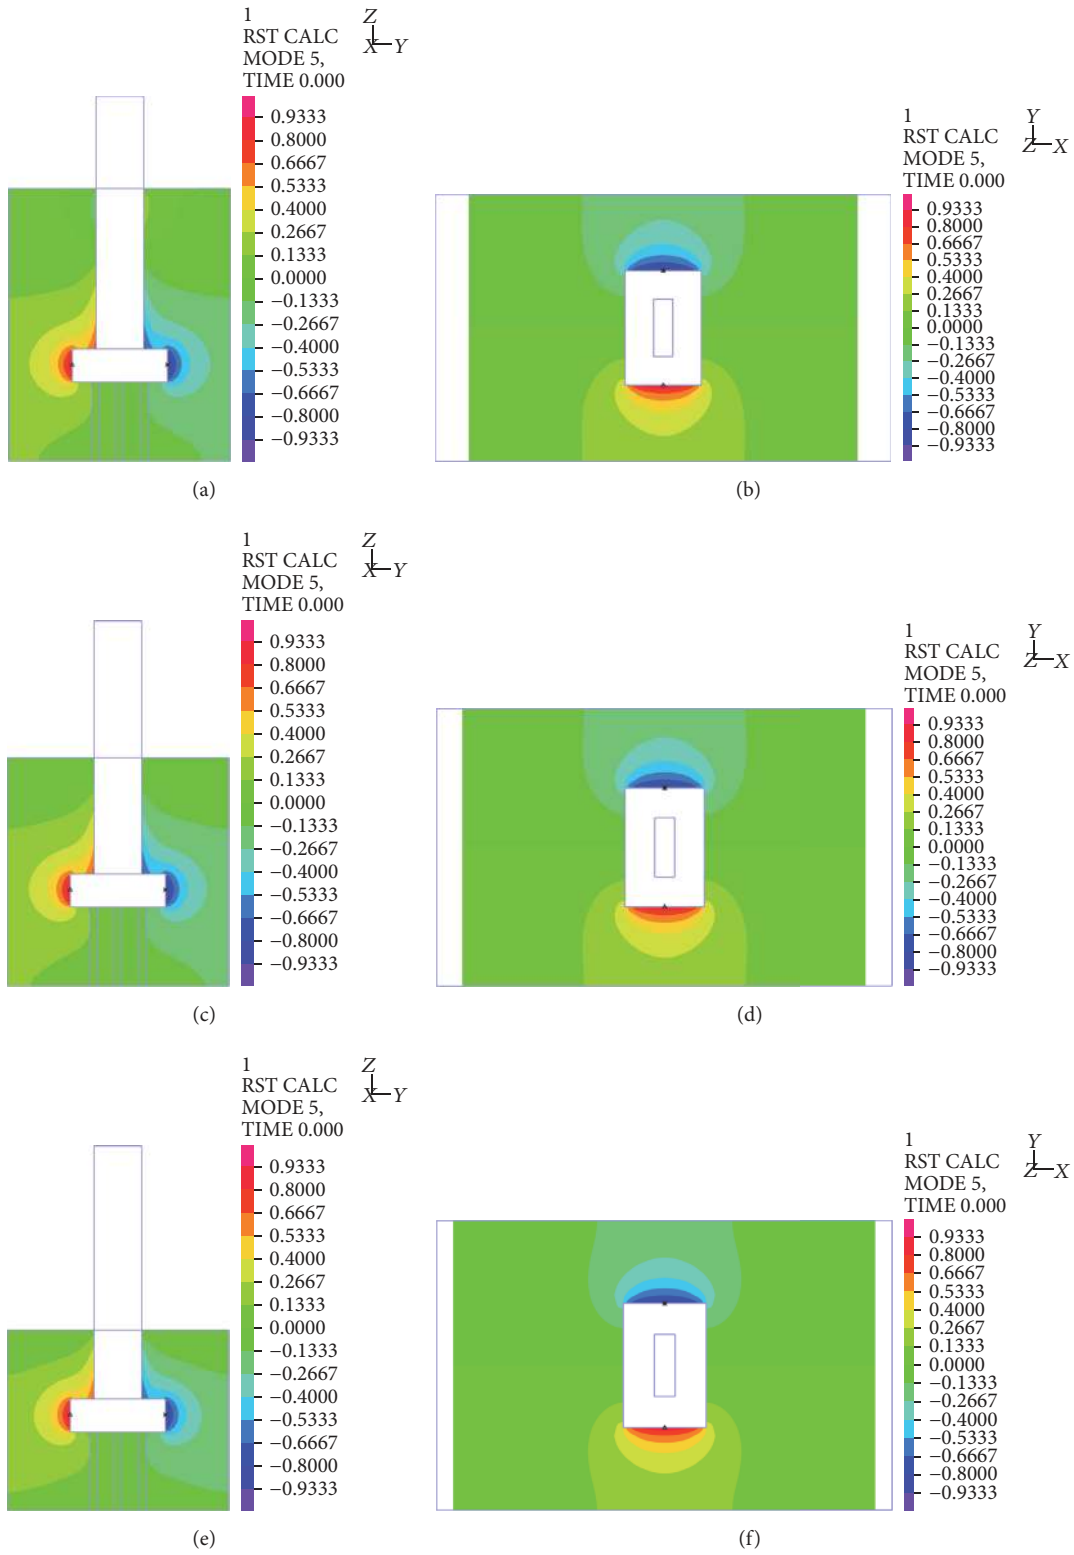 1
RST CALC
MODE 5,
TIME 0.000
Z
X Y
0.9333
0.8000
0.6667
0.5333
0.4000
0.2667
0.1333
0.0000
−0.1333
−0.2667
−0.4000
−0.5333
−0.6667
−0.8000
−0.9333
(a)
1
RST CALC
MODE 5,
TIME 0.000
Y
Z X
0.9333
0.8000
0.6667
0.5333
0.4000
0.2667
0.1333
0.0000
−0.1333
−0.2667
−0.4000
−0.5333
−0.6667
−0.8000
−0.9333
(b)
1
RST CALC
MODE 5,
TIME 0.000
Z
X Y
0.9333
0.8000
0.6667
0.5333
0.4000
0.2667
0.1333
0.0000
−0.1333
−0.2667
−0.4000
−0.5333
−0.6667
−0.8000
−0.9333
(c)
1
RST CALC
MODE 5,
TIME 0.000
Y
Z X
0.9333
0.8000
0.6667
0.5333
0.4000
0.2667
0.1333
0.0000
−0.1333
−0.2667
−0.4000
−0.5333
−0.6667
−0.8000
−0.9333
(d)
1
RST CALC
MODE 5,
TIME 0.000
Z
X Y
0.9333
0.8000
0.6667
0.5333
0.4000
0.2667
0.1333
0.0000
−0.1333
−0.2667
−0.4000
−0.5333
−0.6667
−0.8000
−0.9333
(e)
1
RST CALC
MODE 5,
TIME 0.000
Y
Z X
0.9333
0.8000
0.6667
0.5333
0.4000
0.2667
0.1333
0.0000
−0.1333
−0.2667
−0.4000
−0.5333
−0.6667
−0.8000
−0.9333
(f)